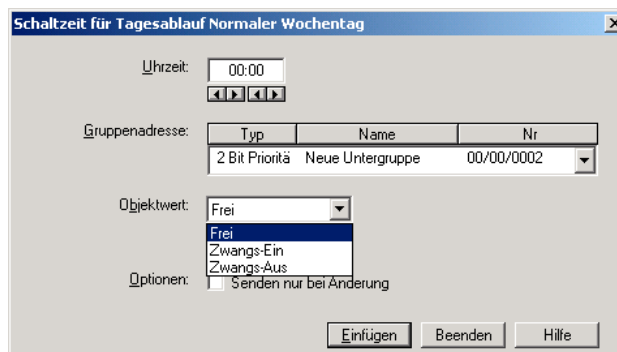 Schaltzeit für Tagesablauf Normaler Wochentag
Uhrzeit: 00:00
Gruppenadresse: Typ Name Nr
2 Bit Prioritä Neue Untergruppe 00/00/0002
Objektwert: Frei
Frei
Zwangs-Ein
Zwangs-Aus
Optionen: Senden nur bei Änderung
Einfügen Beenden Hilfe